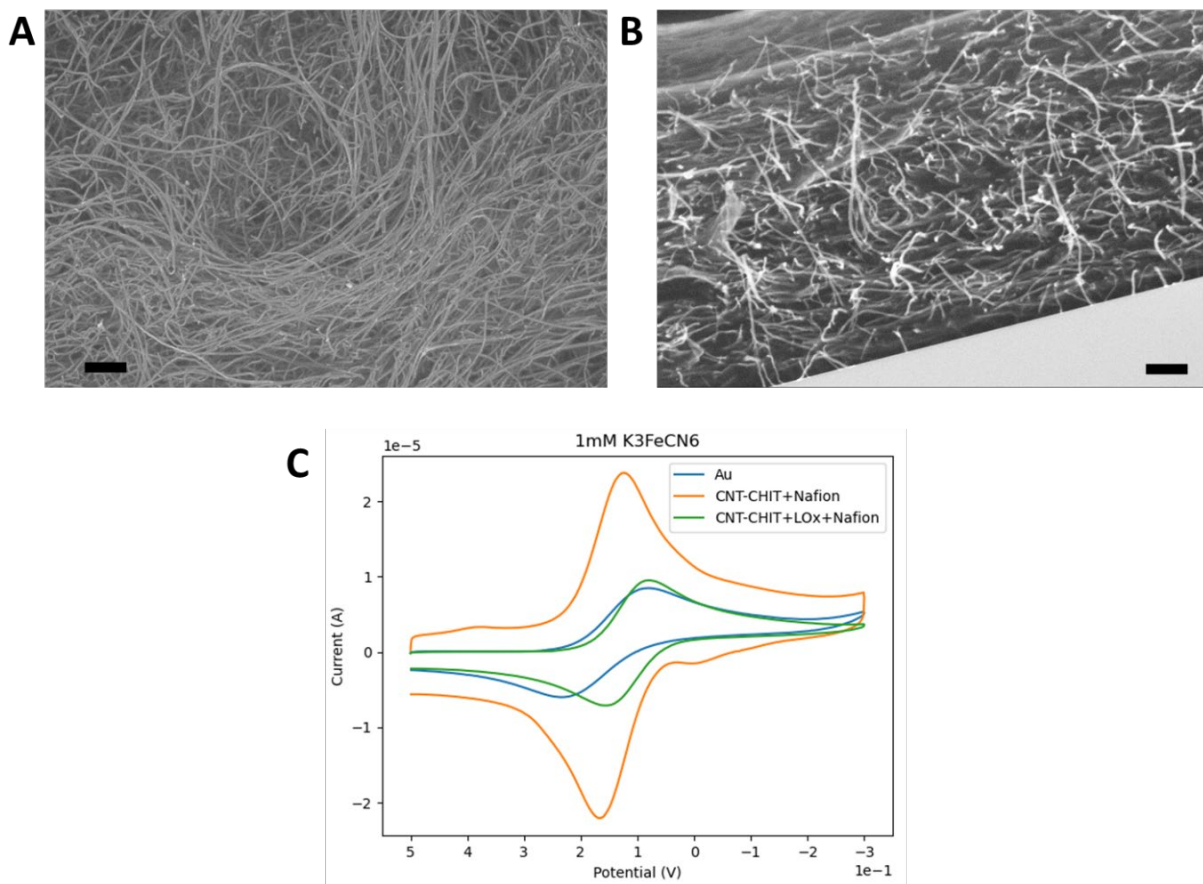 A
B
C
1mM K3FeCN6
1e−5
Au
CNT-CHIT+Nafion
CNT-CHIT+LOx+Nafion
2
1
0
−1
−2
Current (A)
5 4 3 2 1 0 −1 −2 −3
Potential (V)
1e−1